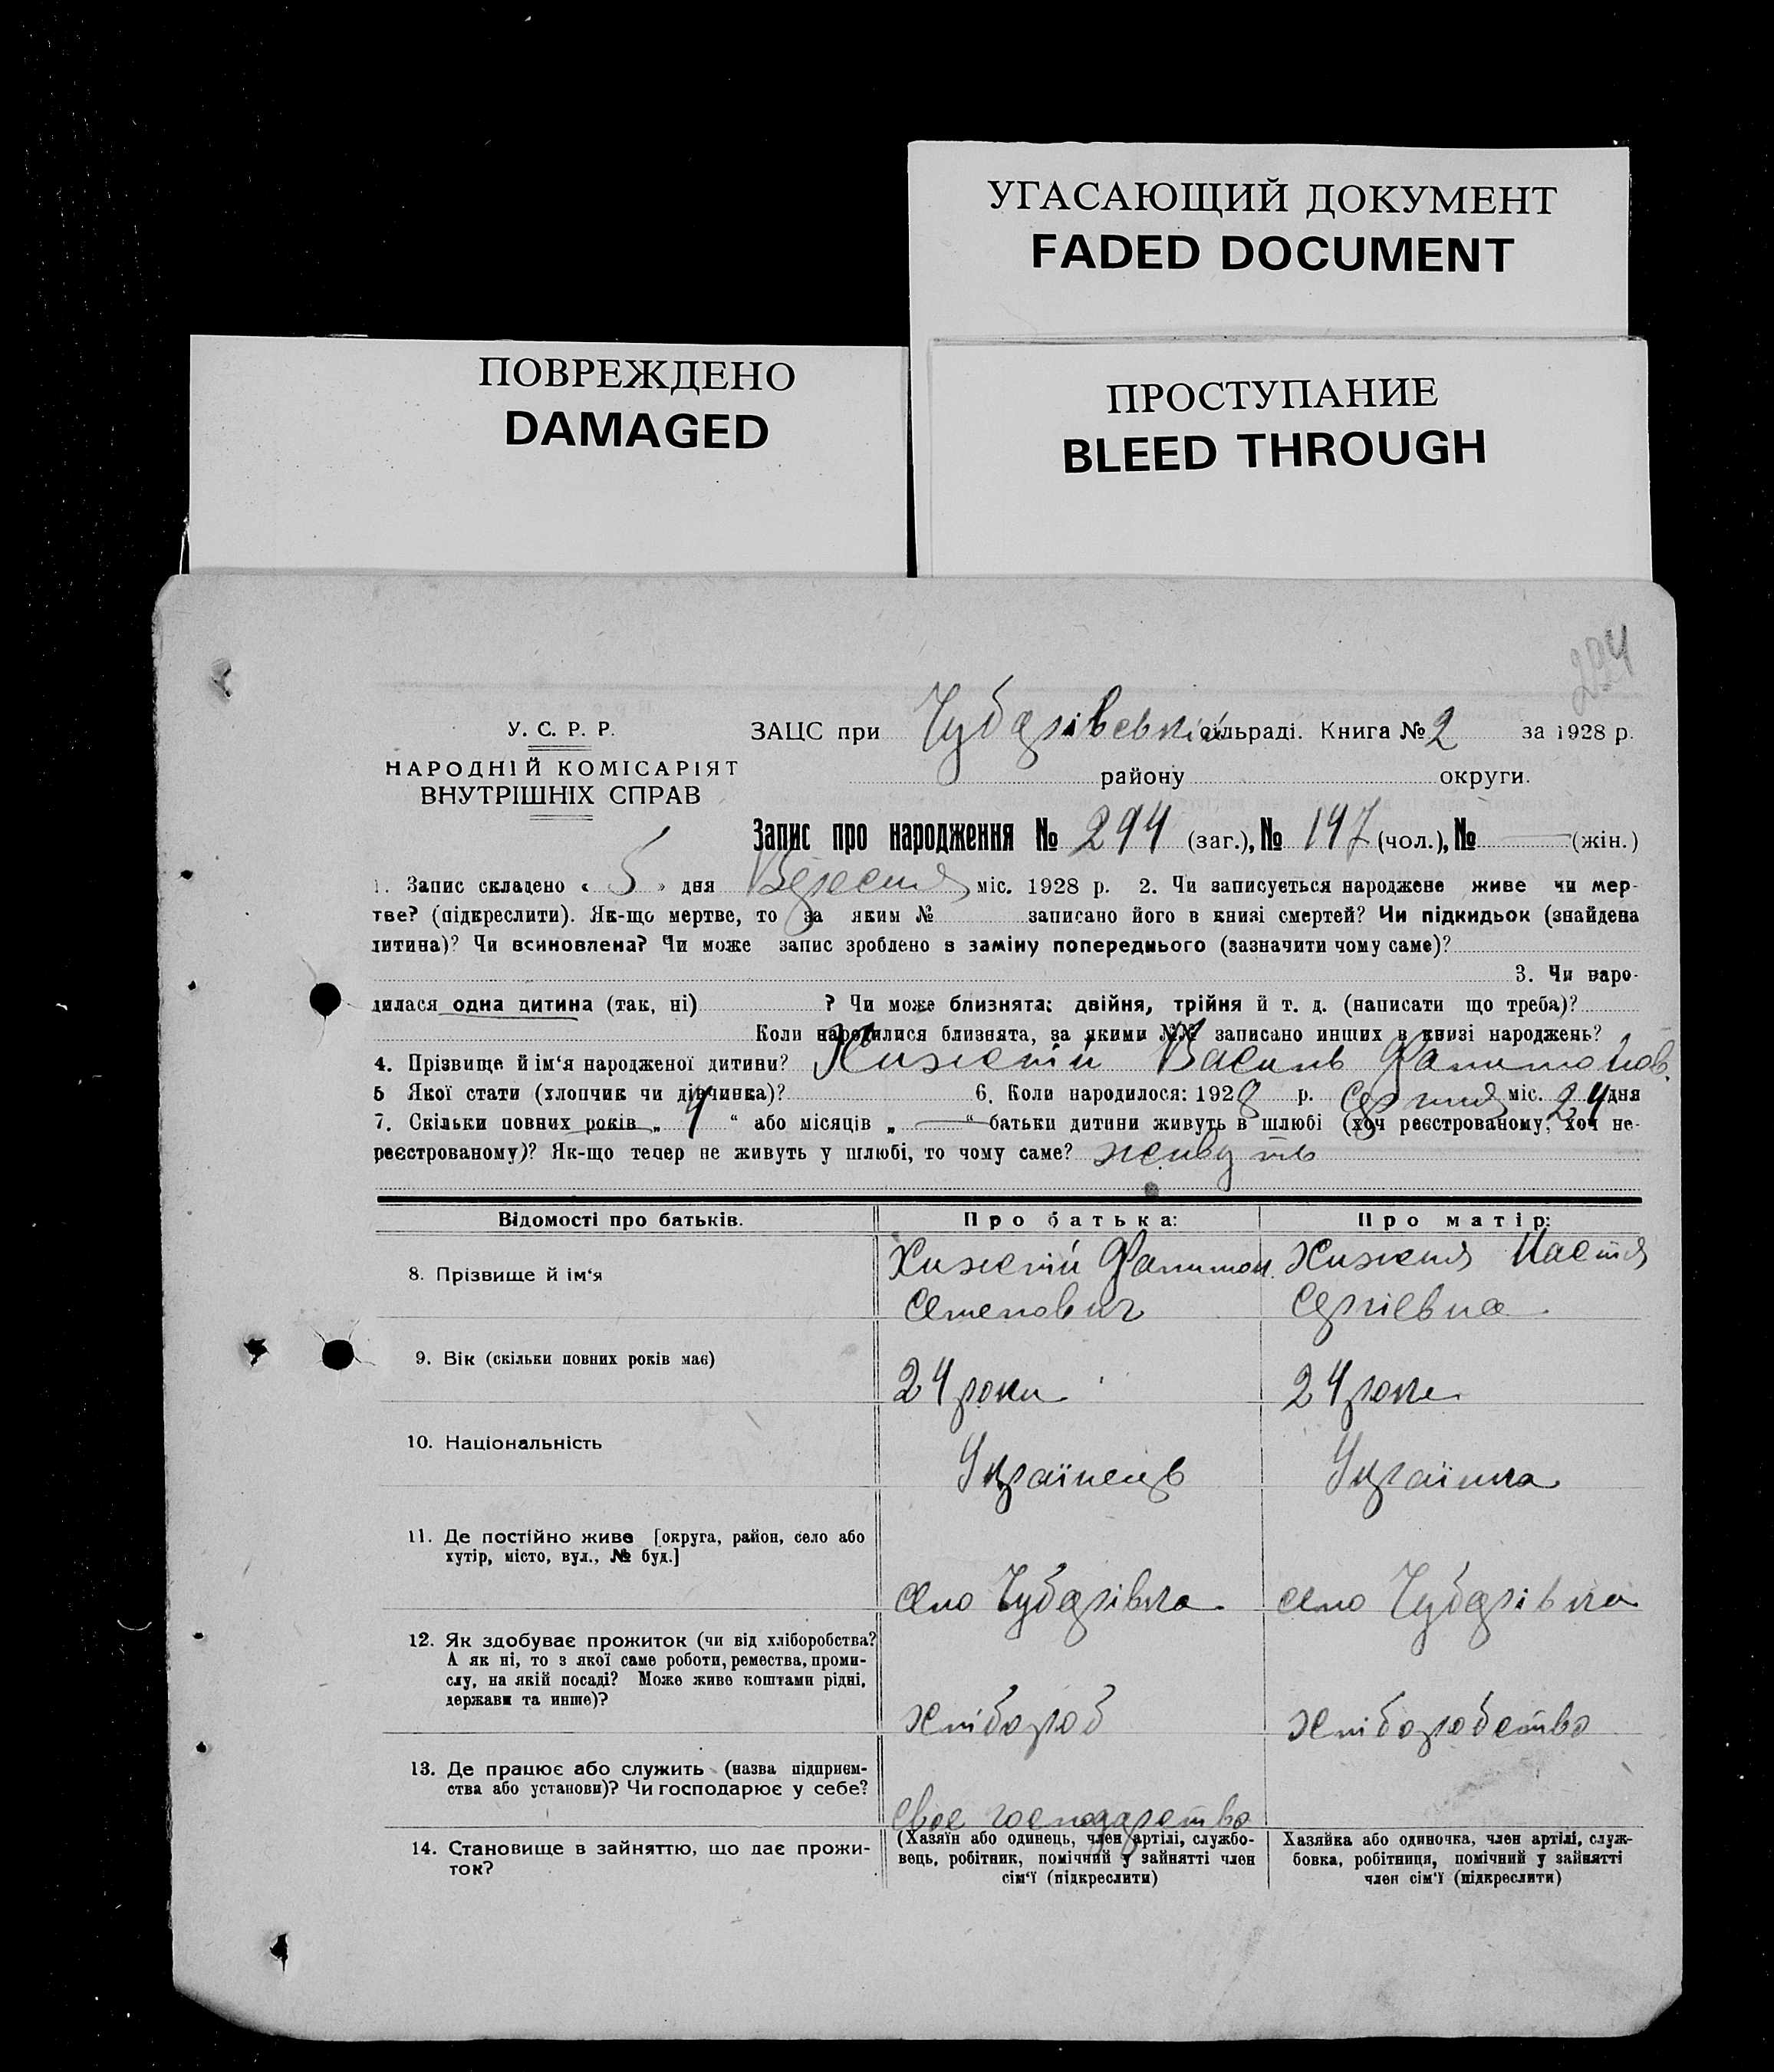 УГАСАЮЩИЙ ДОКУМЕНТ
FADED DOCUMENT
ПОВРЕЖДЕНО
DAMAGED
ПРОСТУПАНИЕ
BLEED THROUGH
У. С. Р. Р.
НАРОДНІЙ КОМІСАРІЯТ
ВНУТРІШНІХ СПРАВ
ЗАЦС при Чубарівській сільраді. Книга № 2 за 1928 р.
району округи.
Запис про народження № 294 (заг.), № 147 (чол.), № — (жін.)
1. Запис складено « 5 » дня Вересня міс. 1928 р. 2. Чи записується народжене живе чи мер-
тве? (підкреслити). Як-що мертве, то за яким № записано його в книзі смертей? Чи підкидьок (знайдена
дитина)? Чи всиновлена? Чи може запис зроблено в заміну попереднього (зазначити чому саме)?
3. Чи наро-
дилася одна дитина (так, ні) ? Чи може близнята: двійня, трійня й т. д. (написати що треба)?
Коли народилися близнята, за якими №№ записано инших в книзі народжень?
4. Прізвище й ім‘я народженої дитини? Хижній Василь
5 Якої стати (хлопчик чи дівчинка)? 6. Коли народилося: 1928 р. Серпня міс. 24 дня
7. Скільки повних років „ 4 “ або місяців „ — “ батьки дитини живуть в шлюбі (хоч реєстрованому, хоч не-
реєстрованому)? Як-що тепер не живуть у шлюбі, то чому саме? живуть
Відомості про батьків. Про батька: Про матір:
8. Прізвище й ім‘я Хижній Хижня Настя
Семенович Сергієвна
9. Вік (скільки повних років має) 24 роки 24 роки
10. Національність Українець Українка
11. Де постійно живе [округа, район, село або
хутір, місто, вул., № буд.]
село Чубарівка село Чубарівка
12. Як здобуває прожиток (чи від хліборобства?
А як ні, то з якої саме роботи, ремества, проми-
слу, на якій посаді? Може живе коштами рідні,
держави та инше)?
хлібороб хліборобство
13. Де працює або служить (назва підприєм-
ства або установи)? Чи господарює у себе?
своє господарство
14. Становище в зайняттю, що дає прожи-
ток?
(Хазяїн або одинець, член артілі, службо-
вець, робітник, помічний у зайнятті член
сім‘ї (підкреслити)
Хазяйка або одиночка, член артілі, служ-
бовка, робітниця, помічний у зайнятті
член сім‘ї (підкреслити)